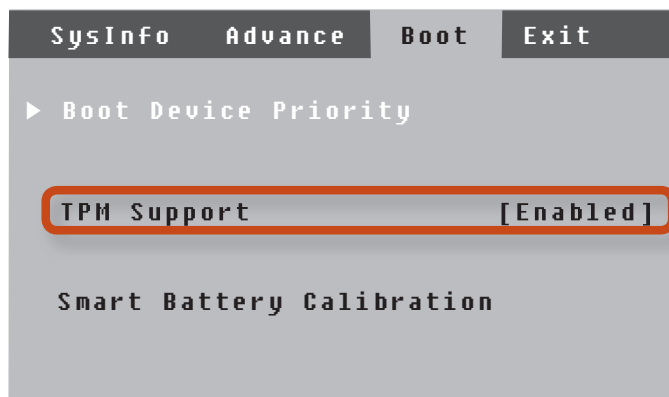 SysInfo Advance Boot Exit
Boot Device Priority
TPM Support [Enabled]
Smart Battery Calibration